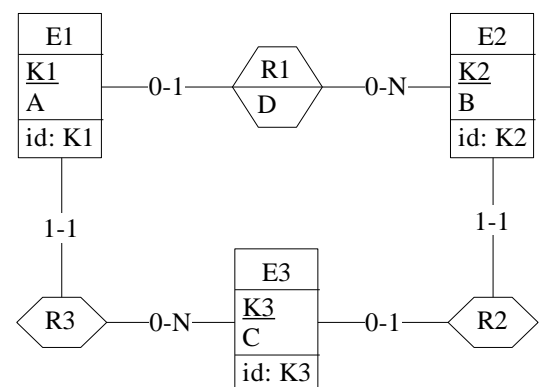 E1
K1
A
id: K1
0-1
R1
D
0-N
E2
K2
B
id: K2
1-1
1-1
R3
0-N
E3
K3
C
id: K3
0-1
R2